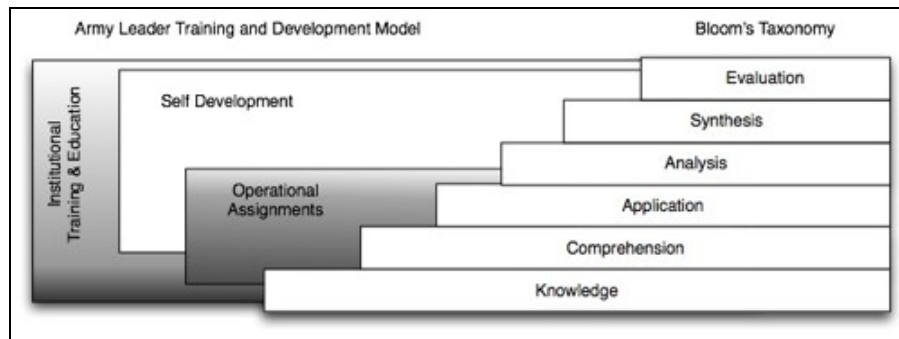 Army Leader Training and Development Model
Bloom's Taxonomy
Institutional
Training & Education
Self Development
Operational
Assignments
Evaluation
Synthesis
Analysis
Application
Comprehension
Knowledge